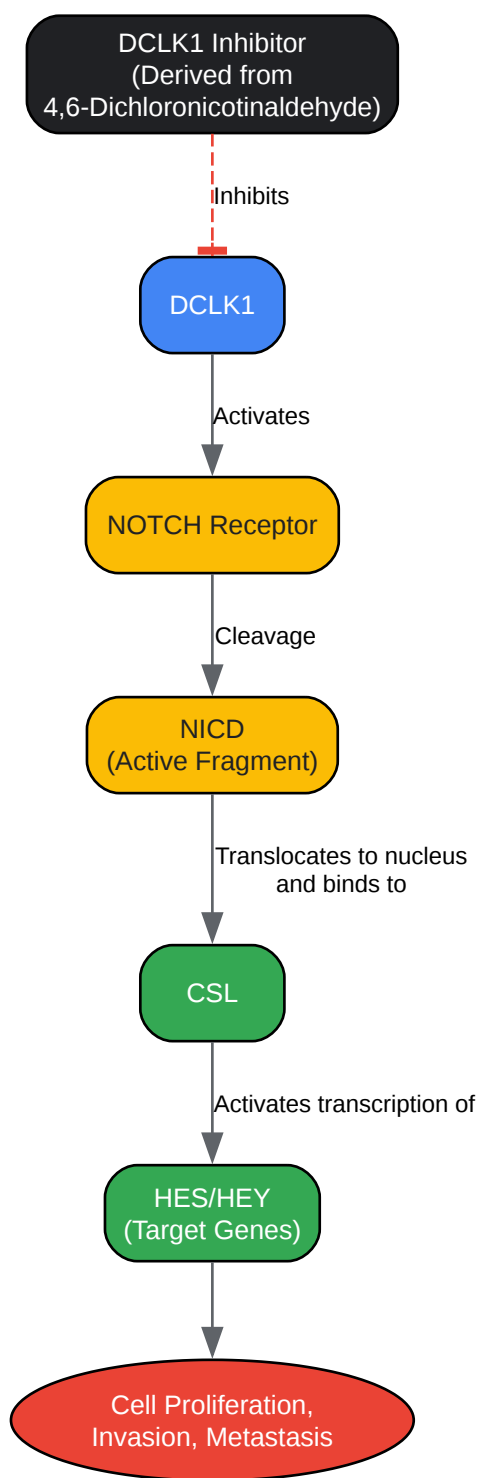 DCLK1 Inhibitor
(Derived from
4,6-Dichloronicotinaldehyde)
Inhibits
DCLK1
Activates
NOTCH Receptor
Cleavage
NICD
(Active Fragment)
Translocates to nucleus
and binds to
CSL
Activates transcription of
HES/HEY
(Target Genes)
Cell Proliferation,
Invasion, Metastasis